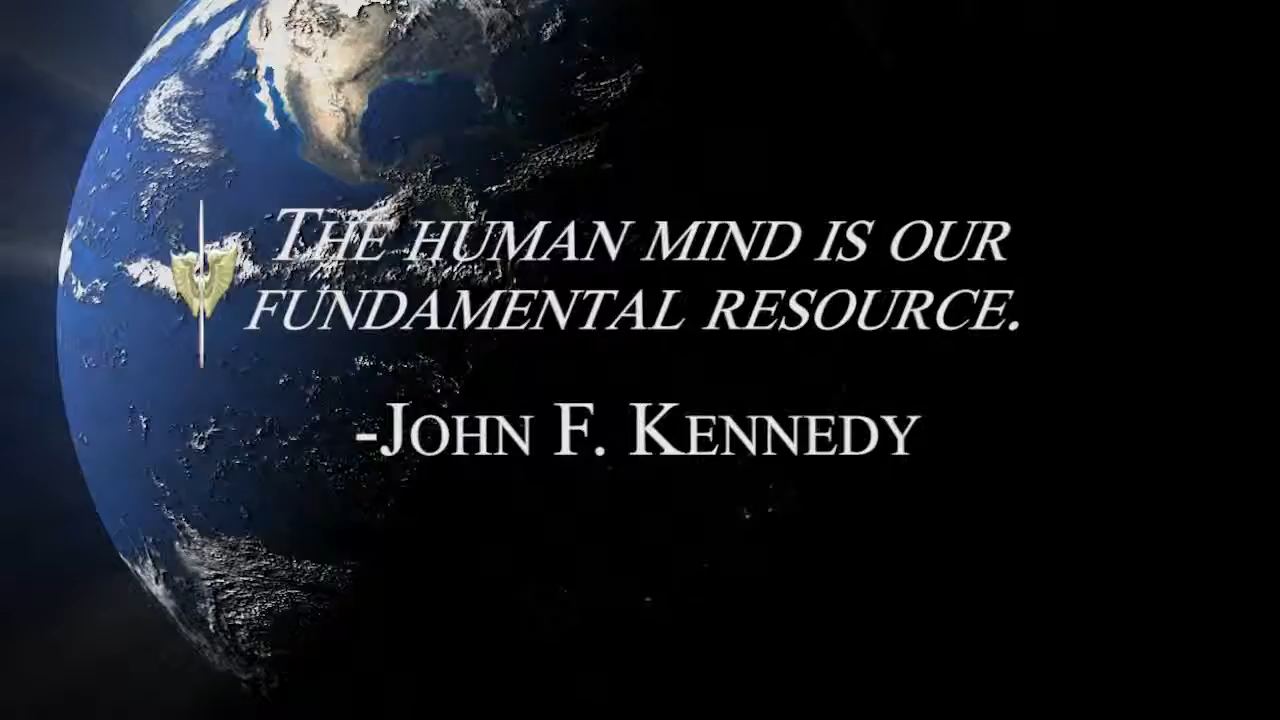 The human mind is our
fundamental resource.
-John F. Kennedy